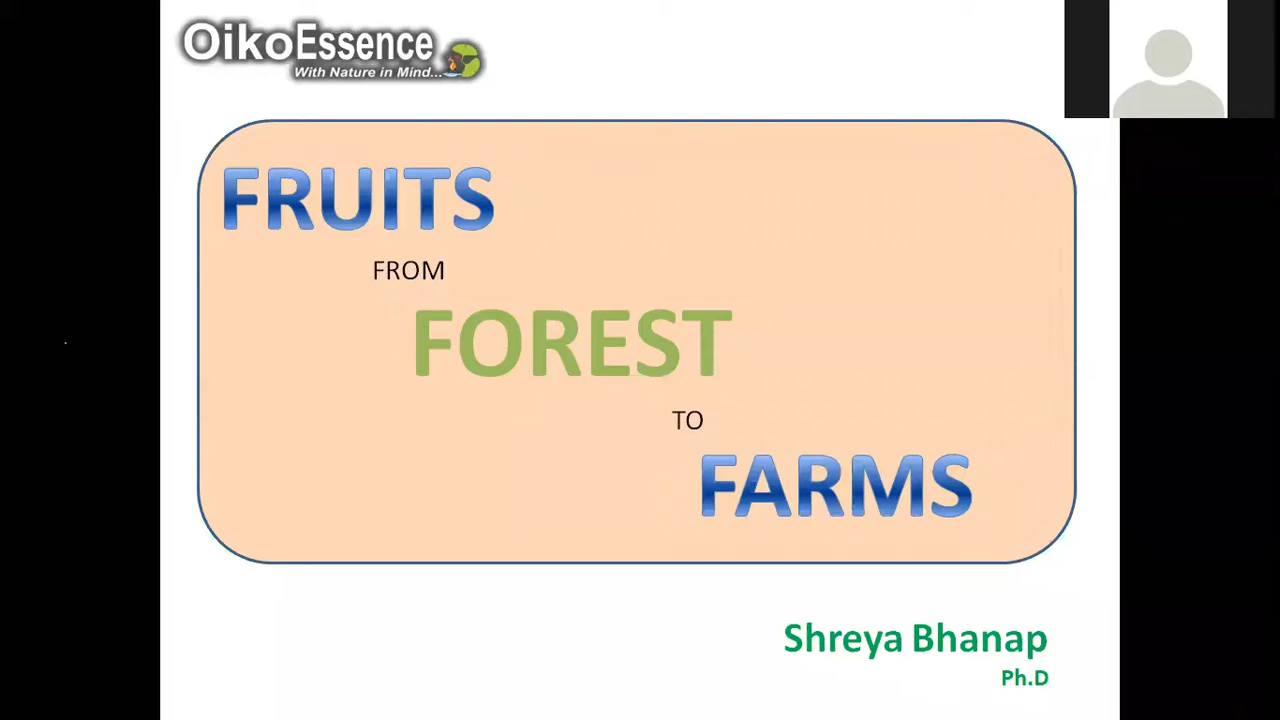 OikoEssence
With Nature in Mind...
FRUITS
FROM
FOREST
TO
FARMS
Shreya Bhanap
Ph.D